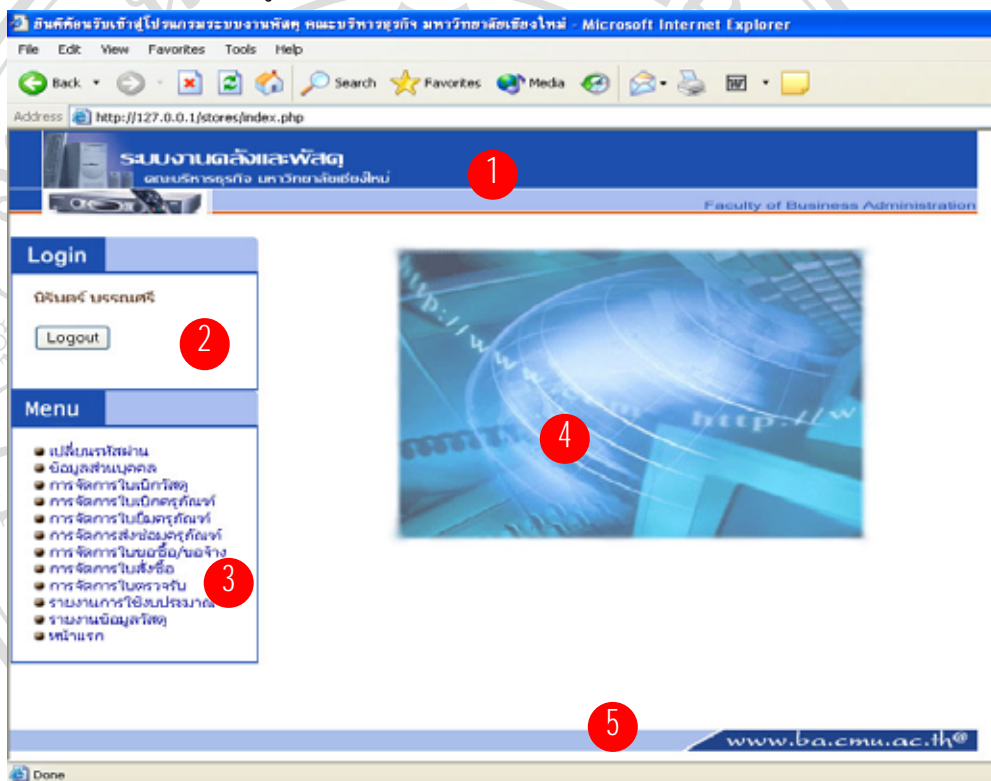 ยินดีต้อนรับเข้าสู่โปรแกรมระบบงานพัสดุ คณะบริหารธุรกิจ มหาวิทยาลัยเชียงใหม่ - Microsoft Internet Explorer
File Edit View Favorites Tools Help
Back Search Favorites Media
Address http://127.0.0.1/stores/index.php
ระบบงานคลังและพัสดุ
คณะบริหารธุรกิจ มหาวิทยาลัยเชียงใหม่
1
Faculty of Business Administration
Login
บรรณศรี
Logout
2
Menu
เปลี่ยนรหัสผ่าน
ข้อมูลส่วนบุคคล
การจัดการใบเบิกวัสดุ
การจัดการใบเบิกครุภัณฑ์
การจัดการใบยืมครุภัณฑ์
การจัดการส่งซ่อมครุภัณฑ์
การจัดการใบขอซื้อ/ขอจ้าง
การจัดการใบสั่งซื้อ
การจัดการใบตรวจรับ
รายงานการใช้งบประมาณ
รายงานข้อมูลวัสดุ
หน้าแรก
3
http://www
.com
http://w
4
5
www.ba.cmu.ac.th@
Done